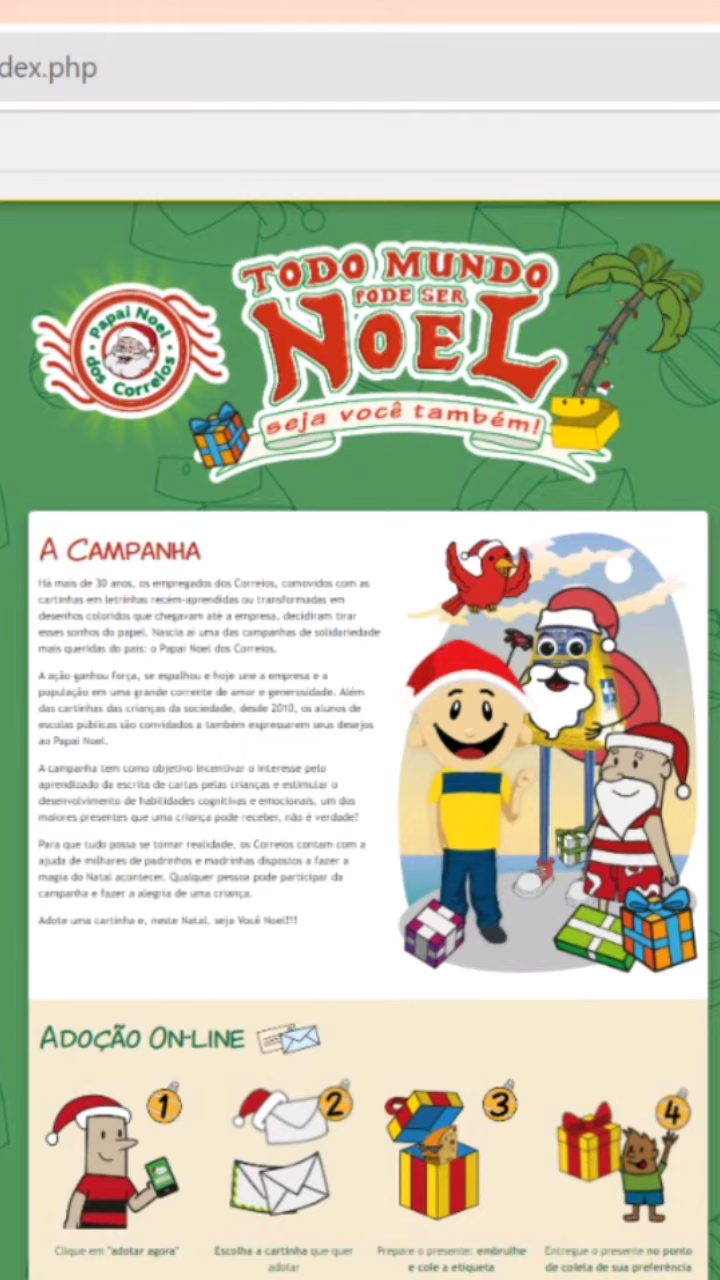 dex.php
TODO MUNDO
PODE SER
NOEL
seja você também!
Papai Noel
dos Correios
A CAMPANHA
Há mais de 30 anos, os empregados dos Correios, comovidos com as
cartinhas em letrinhas recém-aprendidas ou transformadas em
desenhos coloridos que chegavam até a empresa, decidiram tirar
esses sonhos do papel. Nascia ai uma das campanhas de solidariedade
mais queridas do país: o Papai Noel dos Correios.
A ação ganhou força, se espalhou e hoje une a empresa e a
população em uma grande corrente de amor e generosidade. Além
das cartinhas das crianças da sociedade, desde 2010, os alunos de
escolas públicas são convidados a também expressarem seus desejos
ao Papai Noel.
A campanha tem como objetivo incentivar o interesse pelo
aprendizado da escrita de cartas pelas crianças e estimular o
desenvolvimento de habilidades cognitivas e emocionais, um dos
maiores presentes que uma criança pode receber, não é verdade?
Para que tudo possa se tornar realidade, os Correios contam com a
ajuda de milhares de padrinhos e madrinhas dispostos a fazer a
magia do Natal acontecer. Qualquer pessoa pode participar da
campanha e fazer a alegria de uma criança.
Adote uma cartinha e, neste Natal, seja Você Noel!!!
ADOÇÃO ON-LINE
1
2
3
4
Clique em "adotar agora"
Escolha a cartinha que quer
adotar
Prepare o presente: embrulhe
e cole a etiqueta
Entregue o presente no ponto
de coleta de sua preferência